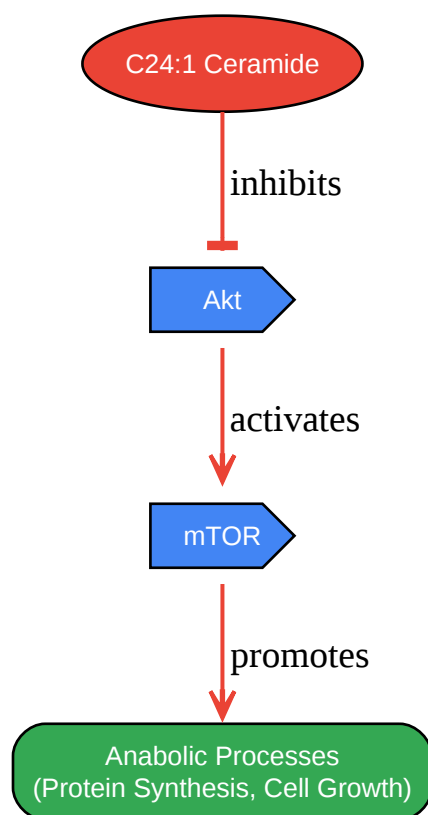 C24:1 Ceramide
inhibits
Akt
activates
mTOR
promotes
Anabolic Processes
(Protein Synthesis, Cell Growth)